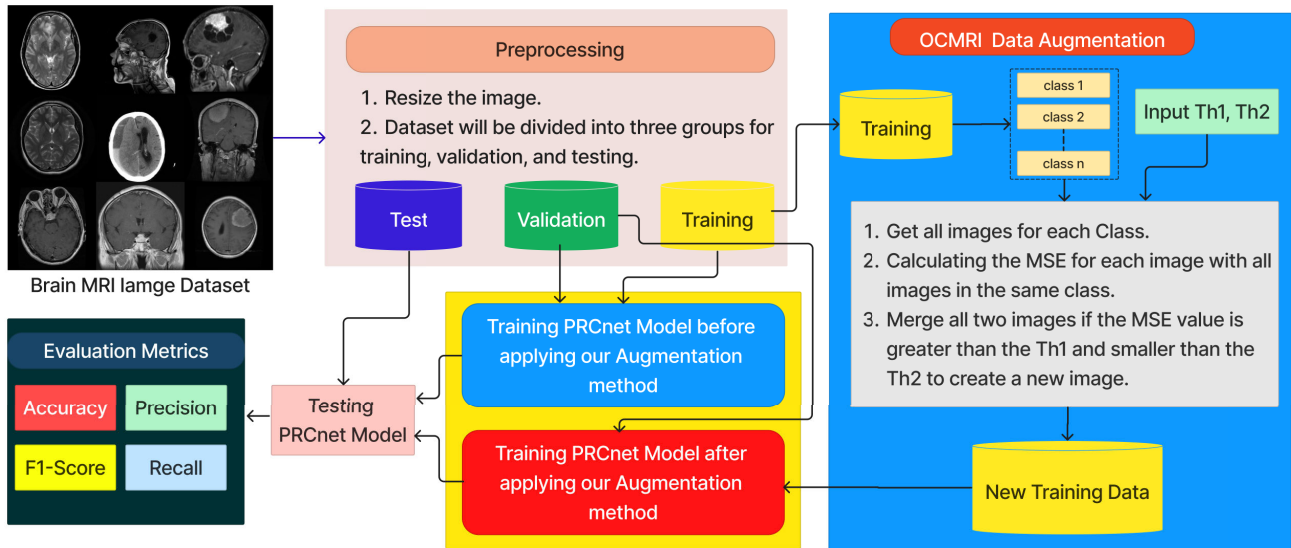 Brain MRI Iamge Dataset
Preprocessing
1. Resize the image.
2. Dataset will be divided into three groups for
training, validation, and testing.
Test
Validation
Training
OCMRI Data Augmentation
Training
class 1
class 2
class n
Input Th1, Th2
1. Get all images for each Class.
2. Calculating the MSE for each image with all
images in the same class.
3. Merge all two images if the MSE value is
greater than the Th1 and smaller than the
Th2 to create a new image.
New Training Data
Training PRCnet Model before
applying our Augmentation
method
Training PRCnet Model after
applying our Augmentation
method
Testing
PRCnet Model
Evaluation Metrics
Accuracy
Precision
F1-Score
Recall